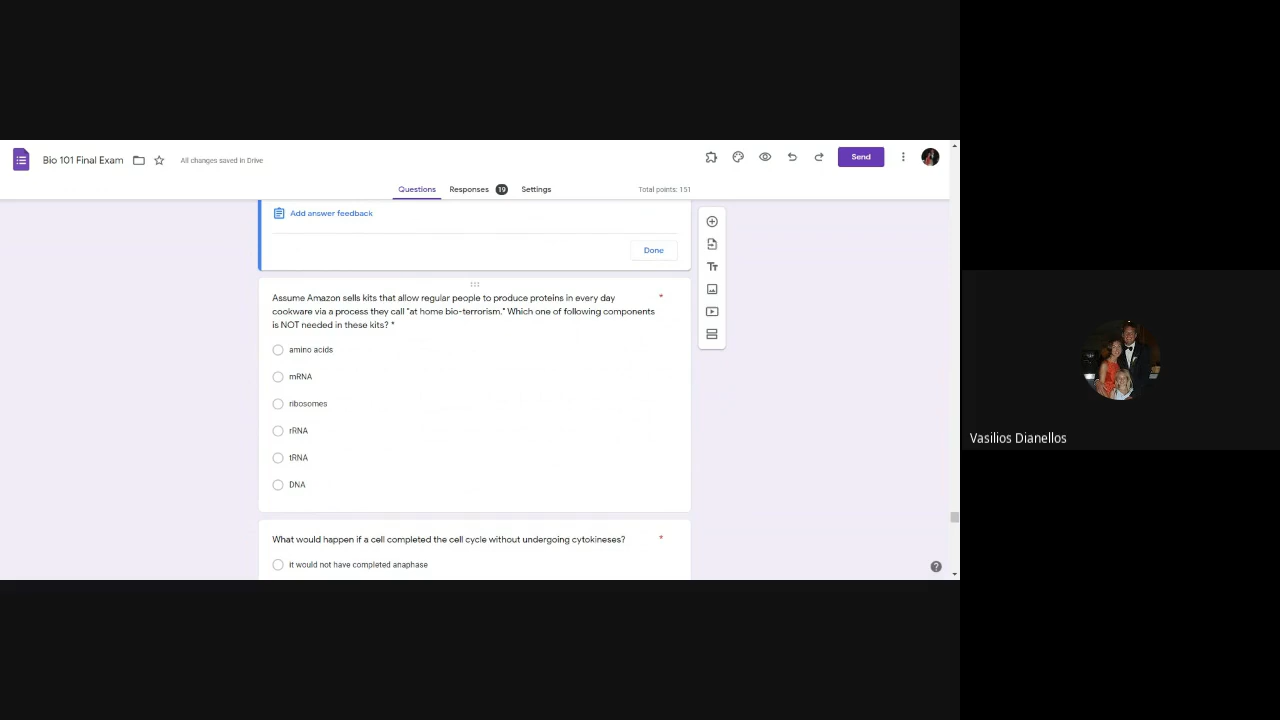 Bio 101 Final Exam
All changes saved in Drive
Send
Questions
Responses
19
Settings
Total points: 151
Add answer feedback
Done
Assume Amazon sells kits that allow regular people to produce proteins in every day
cookware via a process they call "at home bio-terrorism." Which one of following components
is NOT needed in these kits? *
*
amino acids
mRNA
ribosomes
rRNA
tRNA
DNA
What would happen if a cell completed the cell cycle without undergoing cytokineses?
*
it would not have completed anaphase
Vasilios Dianellos